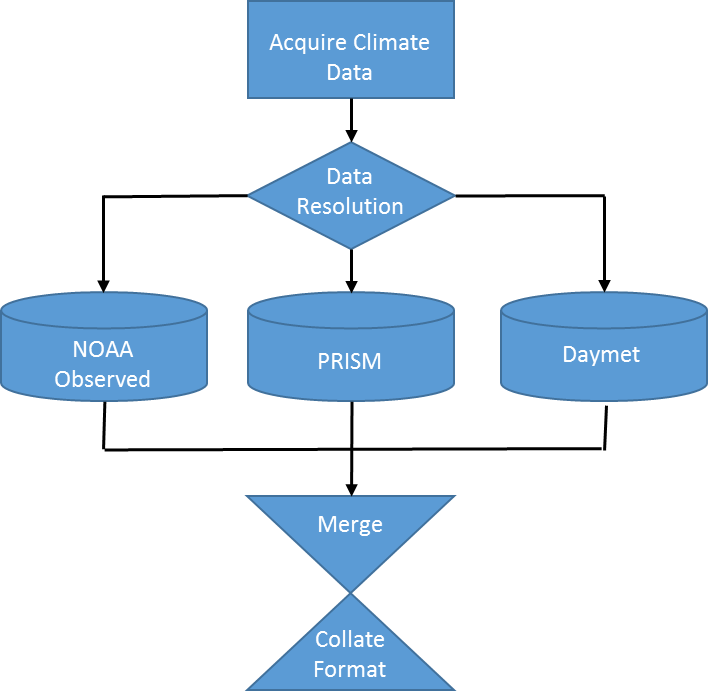 Acquire Climate
Data
Data
Resolution
NOAA
Observed
PRISM
Daymet
Merge
Collate
Format